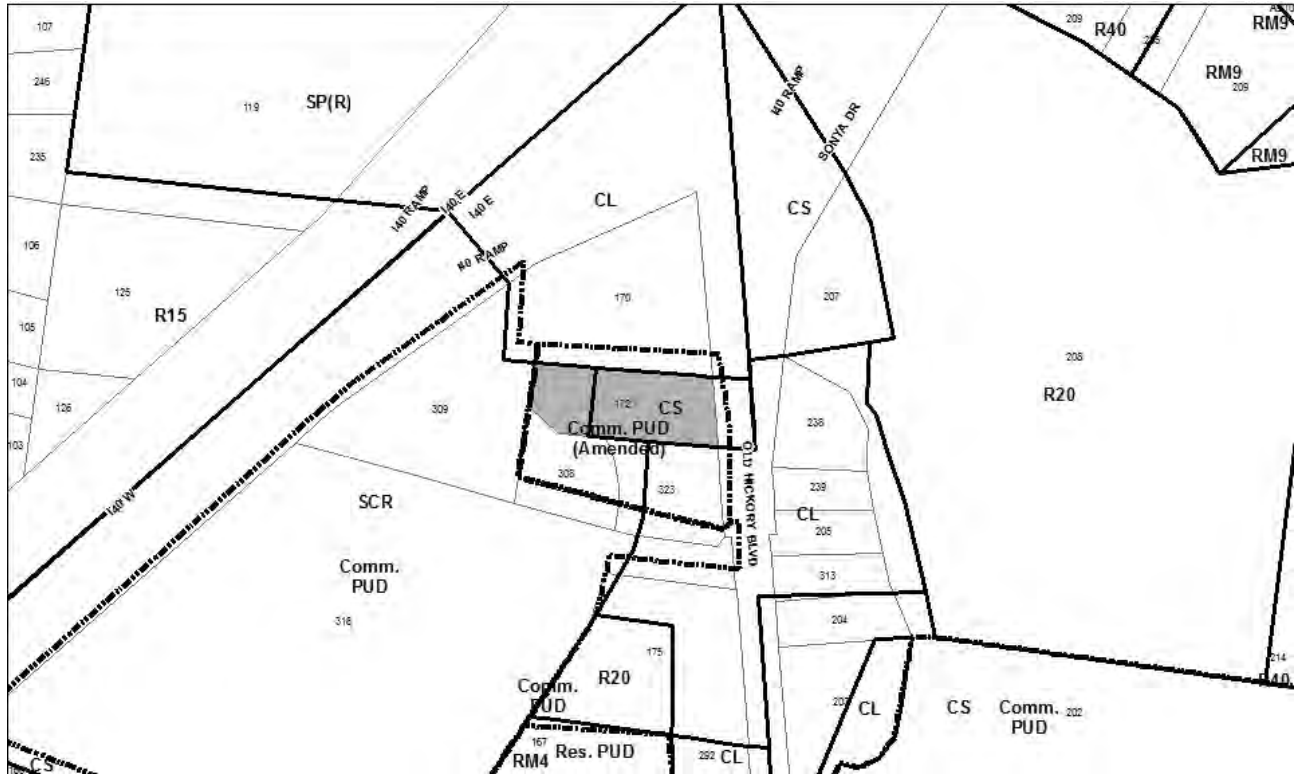 107
209
R40
RM9
246
119
SP(R)
RM9
209
I40 RAMP
SONYA DR
235
RM9
I40 RAMP
I40 E
I40 E
CL
CS
106
I40 RAMP
125
170
207
R15
105
208
R20
104
126
309
172
CS
238
103
Comm. PUD
(Amended)
OLD HICKORY BLVD
308
323
239
I40 W
SCR
CL
205
Comm.
PUD
313
318
204
175
214
R40
Comm.
PUD
R20
CL
CS
Comm.
PUD
202
167
Res. PUD
RM4
292
CL
CS